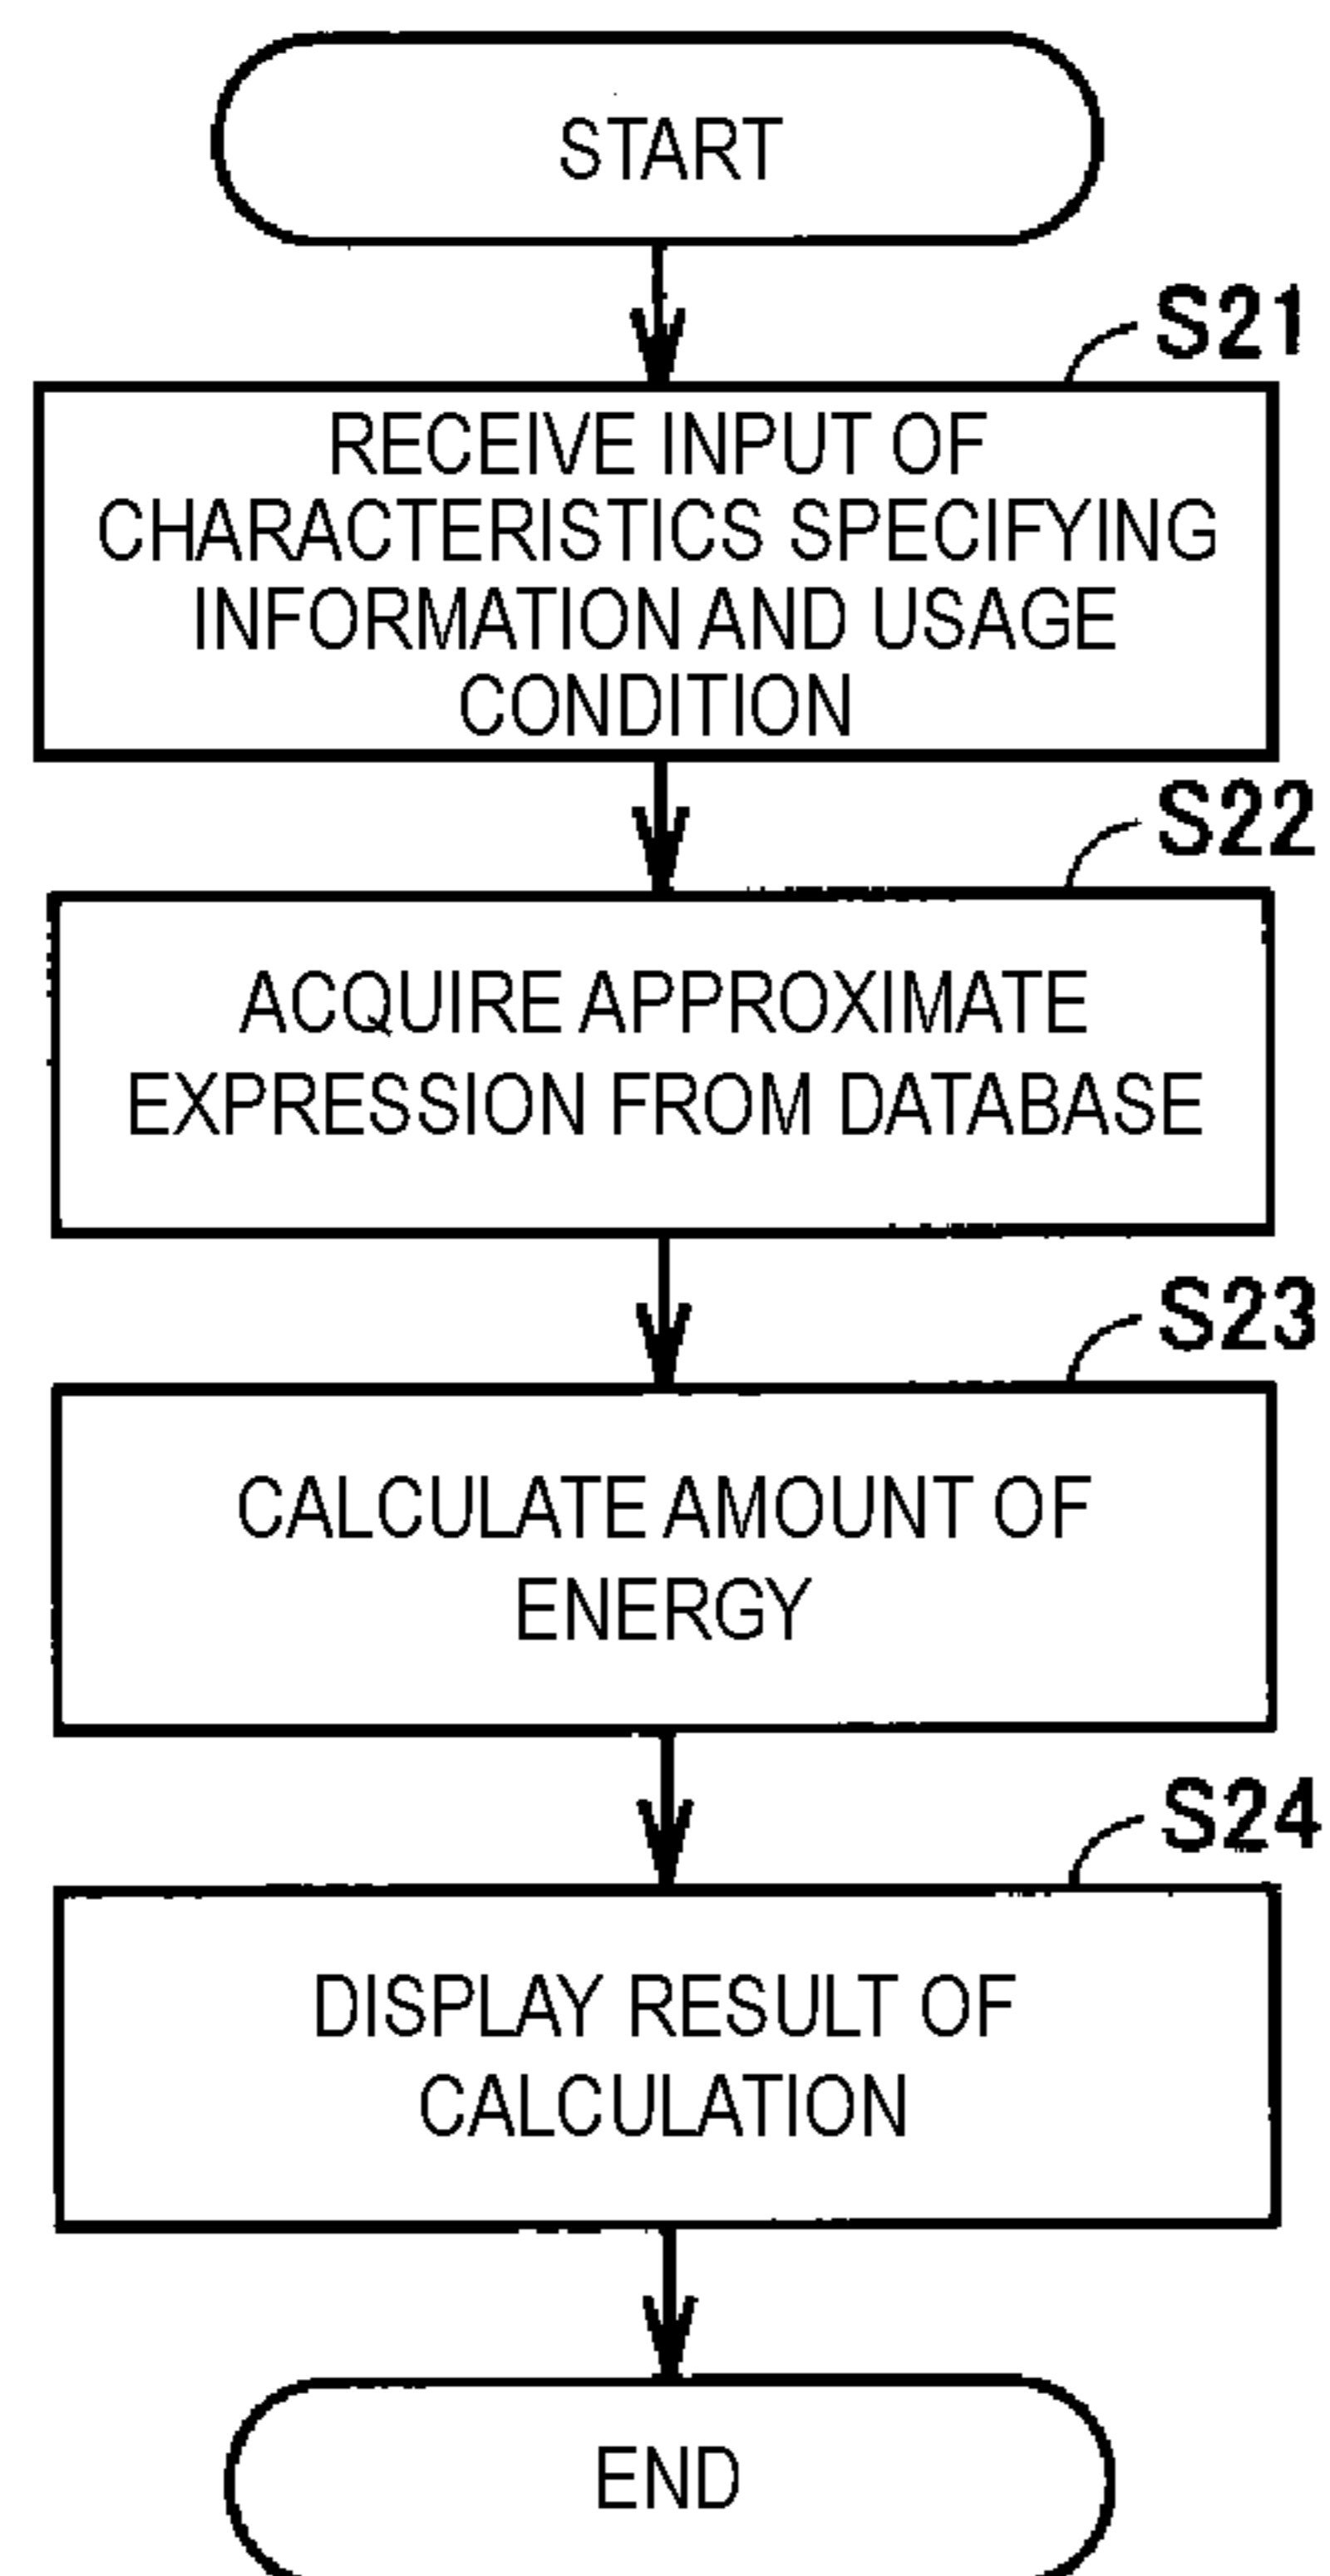 START
S21
RECEIVE INPUT OF
CHARACTERISTICS SPECIFYING
INFORMATION AND USAGE
CONDITION
S22
ACQUIRE APPROXIMATE
EXPRESSION FROM DATABASE
S23
CALCULATE AMOUNT OF
ENERGY
S24
DISPLAY RESULT OF
CALCULATION
END